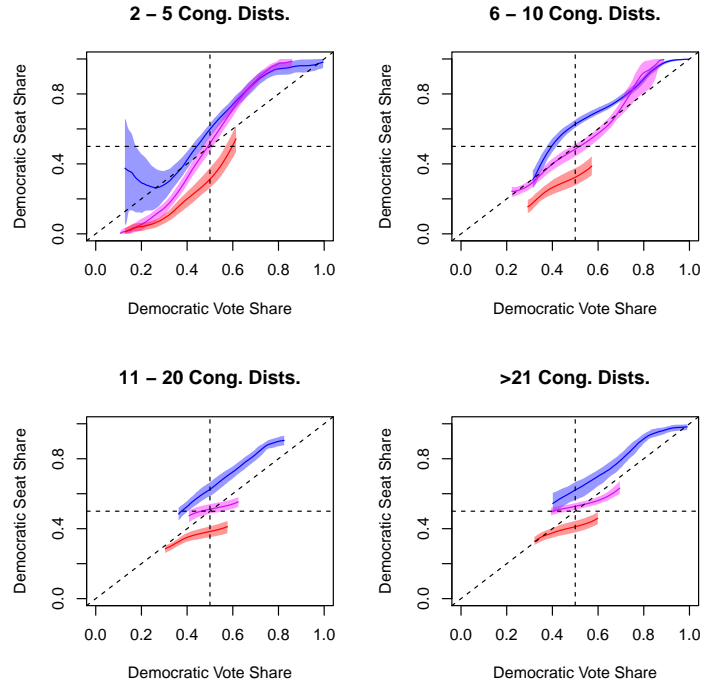 2 − 5 Cong. Dists.
Democratic Seat Share
0.0 0.4 0.8
0.0 0.2 0.4 0.6 0.8 1.0
Democratic Vote Share
6 − 10 Cong. Dists.
Democratic Seat Share
0.0 0.4 0.8
0.0 0.2 0.4 0.6 0.8 1.0
Democratic Vote Share
11 − 20 Cong. Dists.
Democratic Seat Share
0.0 0.4 0.8
0.0 0.2 0.4 0.6 0.8 1.0
Democratic Vote Share
>21 Cong. Dists.
Democratic Seat Share
0.0 0.4 0.8
0.0 0.2 0.4 0.6 0.8 1.0
Democratic Vote Share